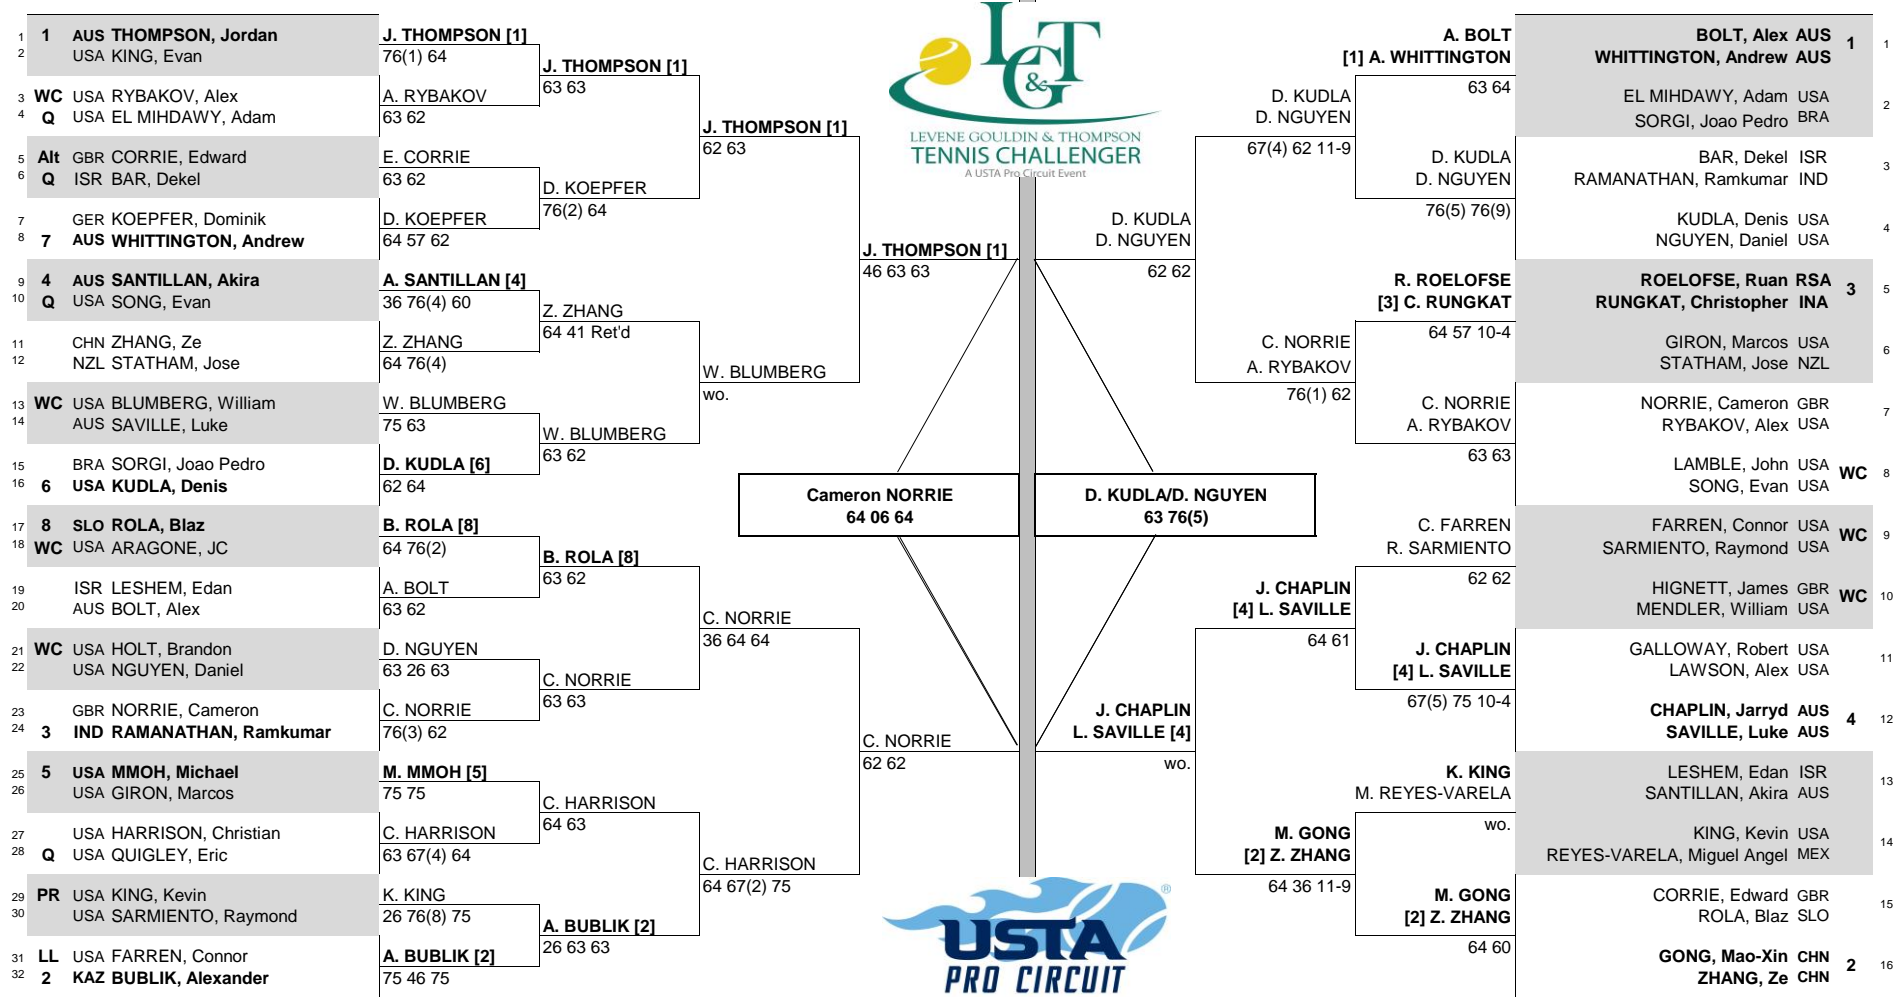 1 1 AUS THOMPSON, Jordan
2 USA KING, Evan
3 WC USA RYBAKOV, Alex
4 Q USA EL MIHDAWY, Adam
5 Alt GBR CORRIE, Edward
6 Q ISR BAR, Dekel
7 GER KOEPFER, Dominik
8 7 AUS WHITTINGTON, Andrew
9 4 AUS SANTILLAN, Akira
10 Q USA SONG, Evan
11 CHN ZHANG, Ze
12 NZL STATHAM, Jose
13 WC USA BLUMBERG, William
14 AUS SAVILLE, Luke
15 BRA SORGI, Joao Pedro
16 6 USA KUDLA, Denis
17 8 SLO ROLA, Blaz
18 WC USA ARAGONE, JC
19 ISR LESHEM, Edan
20 AUS BOLT, Alex
21 WC USA HOLT, Brandon
22 USA NGUYEN, Daniel
23 GBR NORRIE, Cameron
24 3 IND RAMANATHAN, Ramkumar
25 5 USA MMOH, Michael
26 USA GIRON, Marcos
27 USA HARRISON, Christian
28 Q USA QUIGLEY, Eric
29 PR USA KING, Kevin
30 USA SARMIENTO, Raymond
31 LL USA FARREN, Connor
32 2 KAZ BUBLIK, Alexander
J. THOMPSON [1]
76(1) 64
A. RYBAKOV
63 62
E. CORRIE
63 62
D. KOEPFER
64 57 62
A. SANTILLAN [4]
36 76(4) 60
Z. ZHANG
64 76(4)
W. BLUMBERG
75 63
D. KUDLA [6]
62 64
B. ROLA [8]
64 76(2)
A. BOLT
63 62
D. NGUYEN
63 26 63
C. NORRIE
76(3) 62
M. MMOH [5]
75 75
C. HARRISON
63 67(4) 64
K. KING
26 76(8) 75
A. BUBLIK [2]
75 46 75
J. THOMPSON [1]
63 63
D. KOEPFER
76(2) 64
Z. ZHANG
64 41 Ret'd
W. BLUMBERG
63 62
B. ROLA [8]
63 62
C. NORRIE
63 63
C. HARRISON
64 63
A. BUBLIK [2]
26 63 63
J. THOMPSON [1]
62 63
W. BLUMBERG
wo.
C. NORRIE
36 64 64
C. HARRISON
64 67(2) 75
J. THOMPSON [1]
46 63 63
C. NORRIE
62 62
Cameron NORRIE
64 06 64
LG&T
LEVENE GOULDIN & THOMPSON
TENNIS CHALLENGER
A USTA Pro Circuit Event
D. KUDLA/D. NGUYEN
63 76(5)
USTA ®
PRO CIRCUIT
D. KUDLA
D. NGUYEN
62 62
J. CHAPLIN
L. SAVILLE [4]
wo.
D. KUDLA
D. NGUYEN
67(4) 62 11-9
C. NORRIE
A. RYBAKOV
76(1) 62
J. CHAPLIN
[4] L. SAVILLE
64 61
M. GONG
[2] Z. ZHANG
64 36 11-9
A. BOLT
[1] A. WHITTINGTON
63 64
D. KUDLA
D. NGUYEN
76(5) 76(9)
R. ROELOFSE
[3] C. RUNGKAT
64 57 10-4
C. NORRIE
A. RYBAKOV
63 63
C. FARREN
R. SARMIENTO
62 62
J. CHAPLIN
[4] L. SAVILLE
67(5) 75 10-4
K. KING
M. REYES-VARELA
wo.
M. GONG
[2] Z. ZHANG
64 60
BOLT, Alex AUS 1 1
WHITTINGTON, Andrew AUS
EL MIHDAWY, Adam USA 2
SORGI, Joao Pedro BRA
BAR, Dekel ISR 3
RAMANATHAN, Ramkumar IND
KUDLA, Denis USA 4
NGUYEN, Daniel USA
ROELOFSE, Ruan RSA 3 5
RUNGKAT, Christopher INA
GIRON, Marcos USA 6
STATHAM, Jose NZL
NORRIE, Cameron GBR 7
RYBAKOV, Alex USA
LAMBLE, John USA WC 8
SONG, Evan USA
FARREN, Connor USA WC 9
SARMIENTO, Raymond USA
HIGNETT, James GBR WC 10
MENDLER, William USA
GALLOWAY, Robert USA 11
LAWSON, Alex USA
CHAPLIN, Jarryd AUS 4 12
SAVILLE, Luke AUS
LESHEM, Edan ISR 13
SANTILLAN, Akira AUS
KING, Kevin USA 14
REYES-VARELA, Miguel Angel MEX
CORRIE, Edward GBR 15
ROLA, Blaz SLO
GONG, Mao-Xin CHN 2 16
ZHANG, Ze CHN